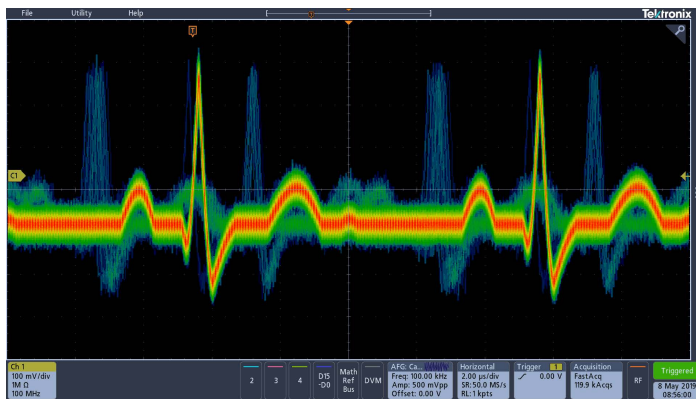 File Utility Help Tektronix
T
C1
Ch 1
100 mV/div
1M Ω
100 MHz
2
3
4
D15
-D0
Math
Ref
Bus
DVM
AFG: Ca...
Freq: 100.00 kHz
Amp: 500 mVpp
Offset: 0.00 V
Horizontal
2.00 µs/div
SR:50.0 MS/s
RL:1 kpts
Trigger 1
0.00 V
Acquisition
FastAcq
119.9 kAcqs
RF
Triggered
8 May 2019
08:56:00